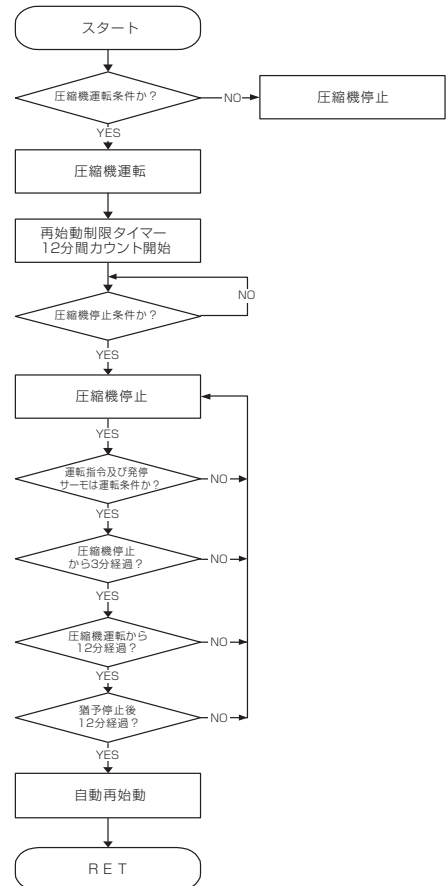 スタート
圧縮機運転条件か？
NO
圧縮機停止
YES
圧縮機運転
再始動制限タイマー
12分間カウント開始
NO
圧縮機停止条件か？
YES
圧縮機停止
YES
運転指令及び発停
サーモは運転条件か？
NO
YES
圧縮機停止
から3分経過？
NO
YES
圧縮機運転から
12分経過？
NO
YES
猶予停止後
12分経過？
NO
YES
自動再始動
RET